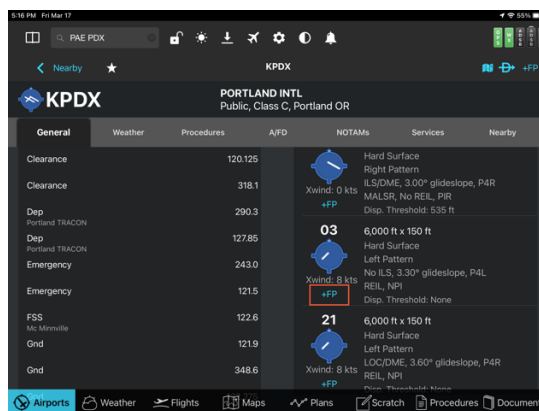 5:16 PM Fri Mar 17
55%
PAE PDX
Nearby
KPDX
+FP
KPDX
PORTLAND INTL
Public, Class C, Portland OR
General
Weather
Procedures
A/FD
NOTAMs
Services
Nearby
Clearance 120.125
Clearance 318.1
Dep 290.3
Portland TRACON
Dep 127.85
Portland TRACON
Emergency 243.0
Emergency 121.5
FSS 122.6
Mc Minnville
Gnd 121.9
Gnd 348.6
Hard Surface
Right Pattern
ILS/DME, 3.00° glideslope, P4R
MALSR, No REIL, PIR
Disp. Threshold: 535 ft
Xwind: 0 kts
+FP
03
6,000 ft x 150 ft
Hard Surface
Left Pattern
No ILS, 3.30° glideslope, P4L
REIL, NPI
Disp. Threshold: None
Xwind: 8 kts
+FP
21
6,000 ft x 150 ft
Hard Surface
Left Pattern
LOC/DME, 3.60° glideslope, P4R
REIL, NPI
Disp. Threshold: None
Xwind: 8 kts
+FP
Airports
Weather
Flights
Maps
Plans
Scratch
Procedures
Documen